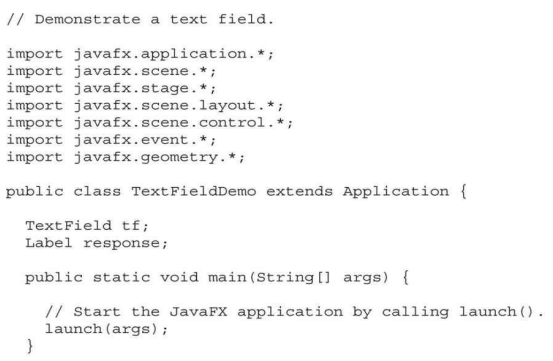 // Demonstrate a text field.
import javafx.application.*;
import javafx.scene.*;
import javafx.stage.*;
import javafx.scene.layout.*;
import javafx.scene.control.*;
import javafx.event.*;
import javafx.geometry.*;
public class TextFieldDemo extends Application {
TextField tf;
Label response;
public static void main(String[] args) {
// Start the JavaFX application by calling launch().
launch(args);
}